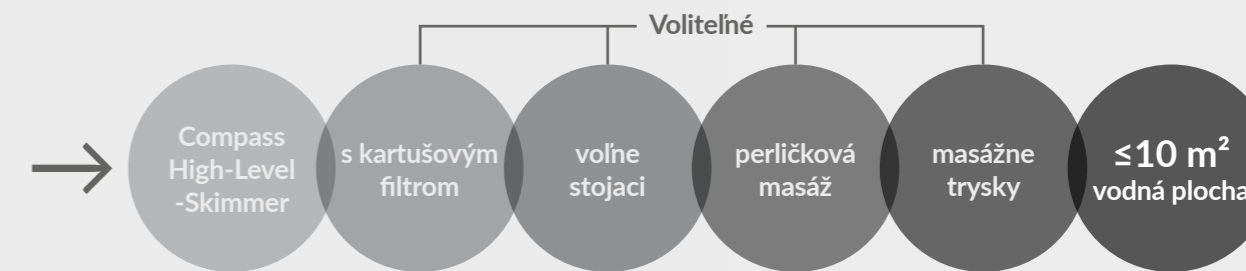 Voliteľné
Compass
High-Level
-Skimmer
s kartušovým
filtrom
voľne
stojaci
perličková
masáž
masážne
trysky
≤10 m²
vodná plocha